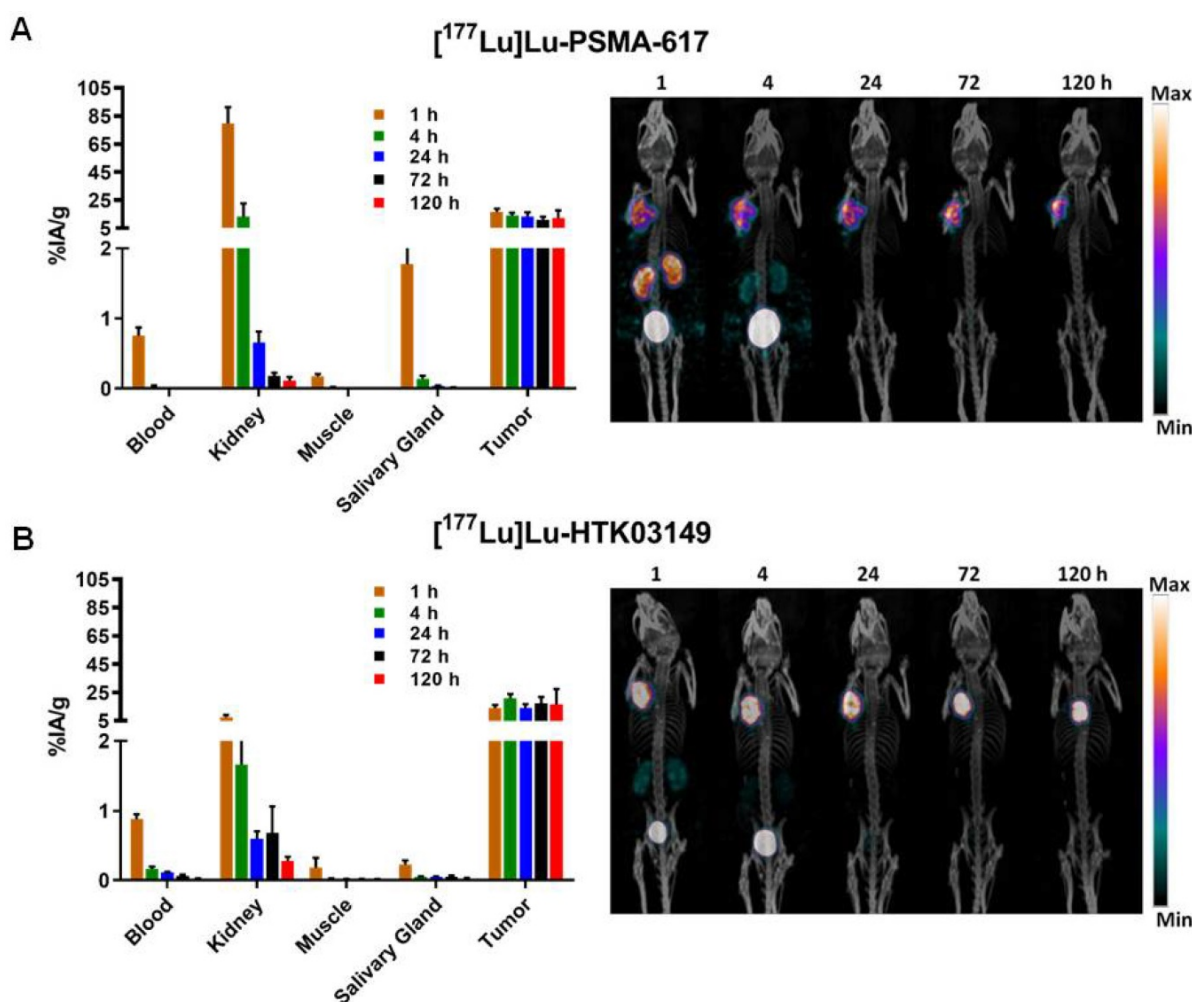 A
[177Lu]Lu-PSMA-617
%IA/g
105
85
65
45
25
5
2
1
0
1 h
4 h
24 h
72 h
120 h
Blood
Kidney
Muscle
Salivary Gland
Tumor
1 4 24 72 120 h
Max
Min
B
[177Lu]Lu-HTK03149
%IA/g
105
85
65
45
25
5
2
1
0
1 h
4 h
24 h
72 h
120 h
Blood
Kidney
Muscle
Salivary Gland
Tumor
1 4 24 72 120 h
Max
Min